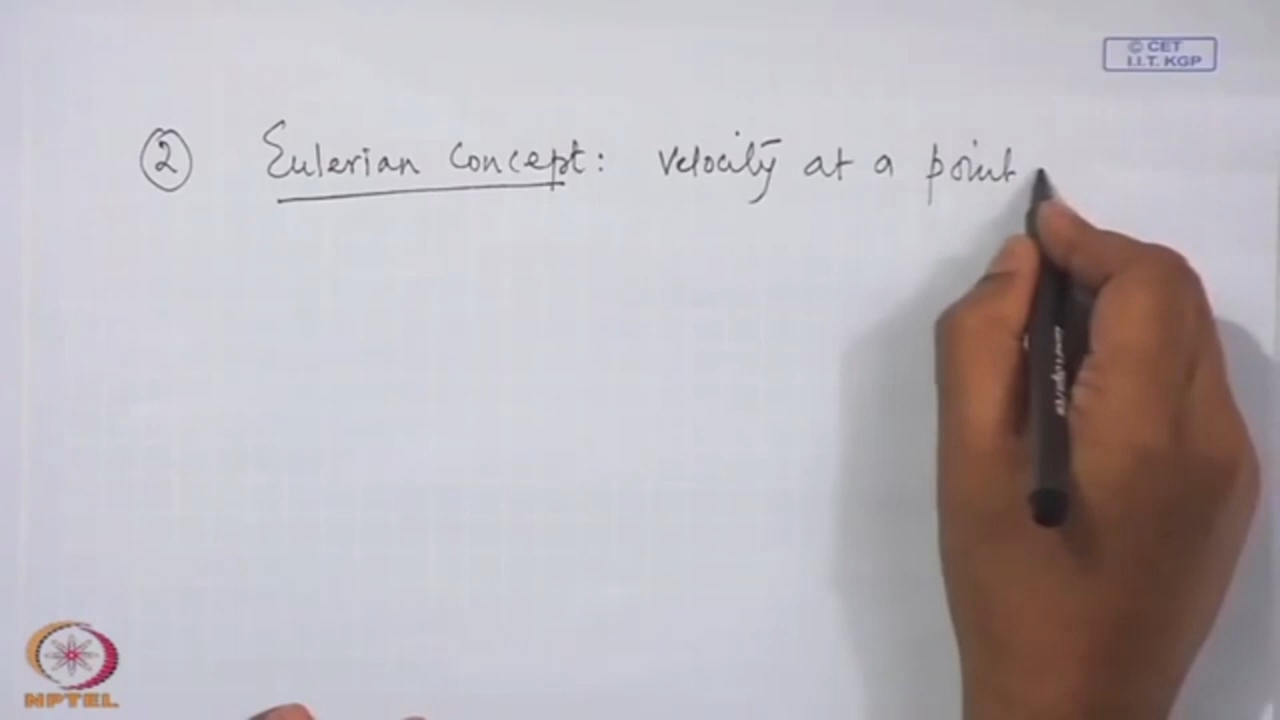 © CET
I.I.T. KGP
② Eulerian Concept: velocity at a point
NPTEL